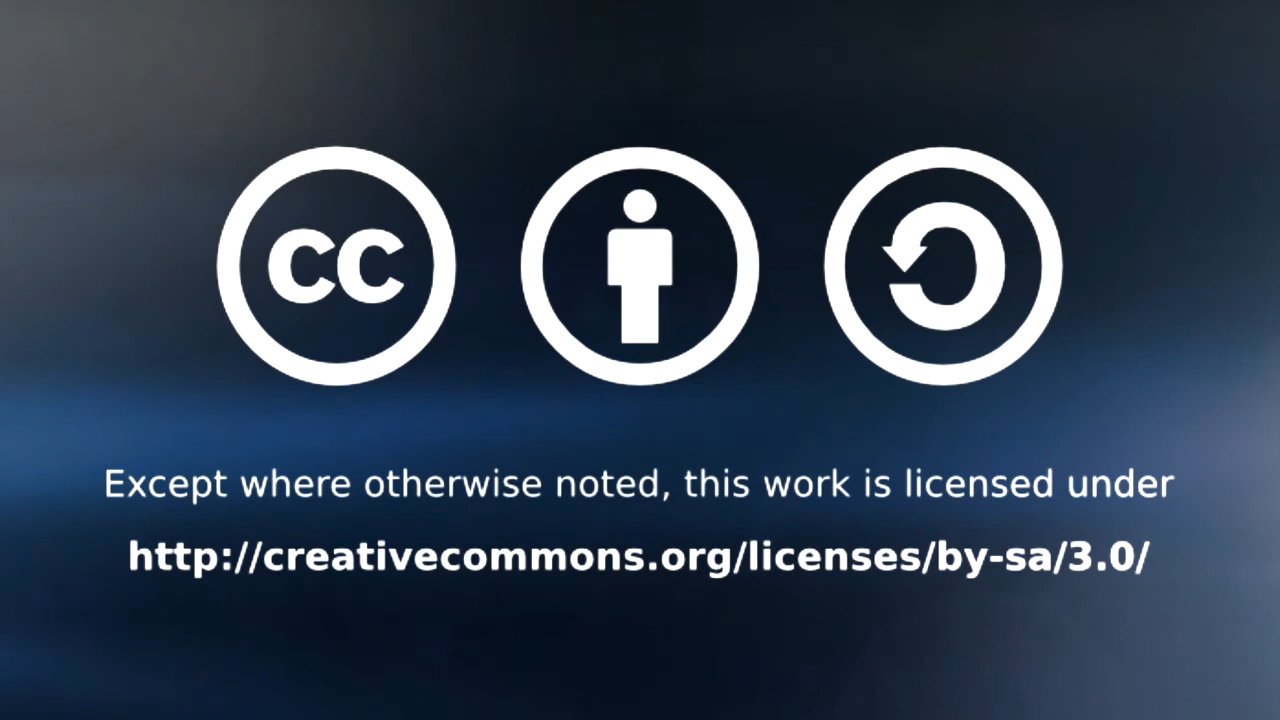 cc
Except where otherwise noted, this work is licensed under
http://creativecommons.org/licenses/by-sa/3.0/